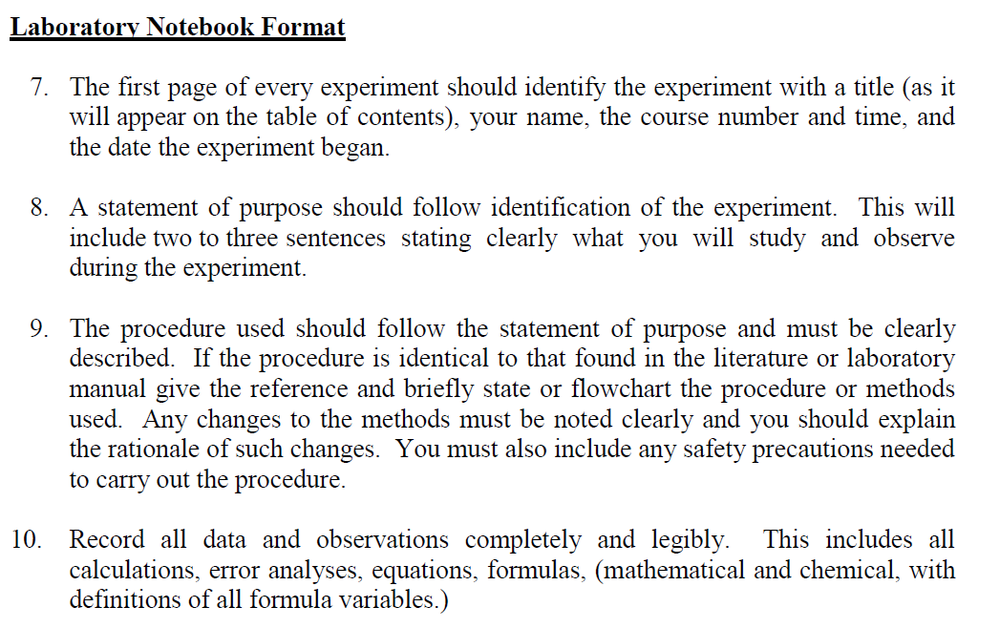 Laboratory Notebook Format
7. The first page of every experiment should identify the experiment with a title (as it
will appear on the table of contents), your name, the course number and time, and
the date the experiment began.
8. A statement of purpose should follow identification of the experiment. This will
include two to three sentences stating clearly what you will study and observe
during the experiment.
9. The procedure used should follow the statement of purpose and must be clearly
described. If the procedure is identical to that found in the literature or laboratory
manual give the reference and briefly state or flowchart the procedure or methods
used. Any changes to the methods must be noted clearly and you should explain
the rationale of such changes. You must also include any safety precautions needed
to carry out the procedure.
10. Record all data and observations completely and legibly. This includes all
calculations, error analyses, equations, formulas, (mathematical and chemical, with
definitions of all formula variables.)